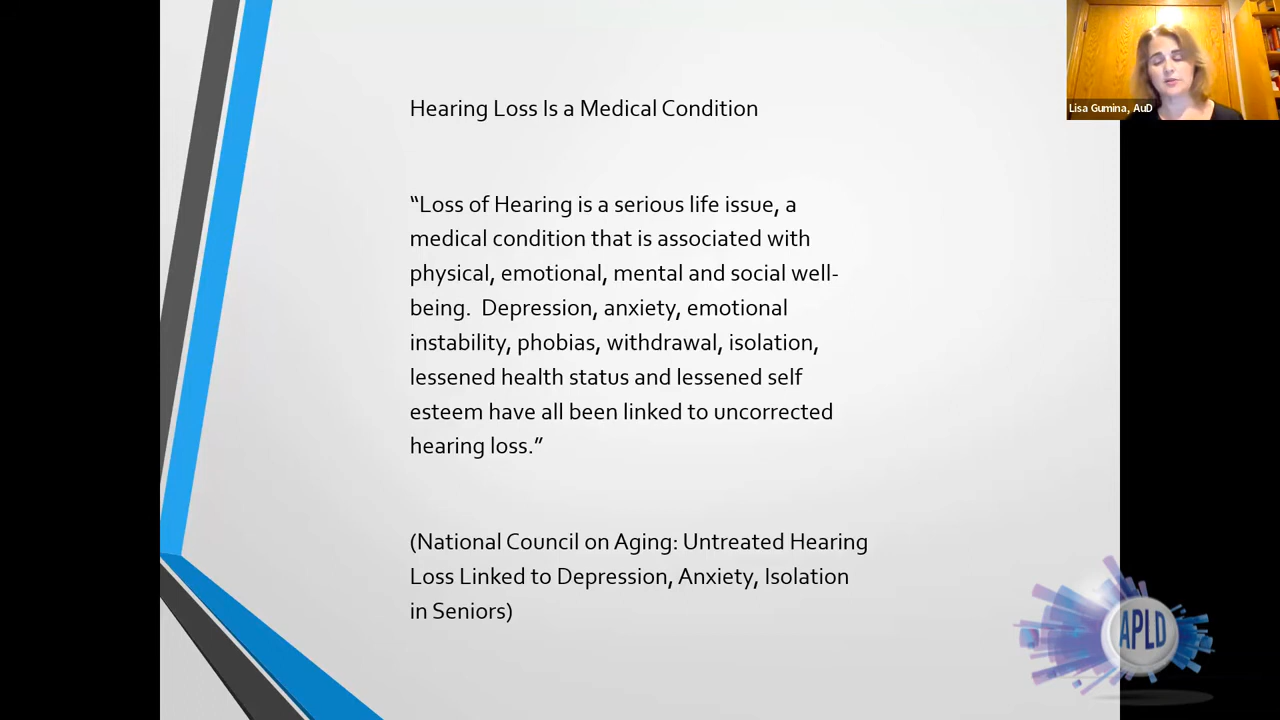 Hearing Loss Is a Medical Condition
“Loss of Hearing is a serious life issue, a
medical condition that is associated with
physical, emotional, mental and social well-
being.  Depression, anxiety, emotional
instability, phobias, withdrawal, isolation,
lessened health status and lessened self
esteem have all been linked to uncorrected
hearing loss.”
(National Council on Aging: Untreated Hearing
Loss Linked to Depression, Anxiety, Isolation
in Seniors)
Lisa Gumina, AuD
APLD